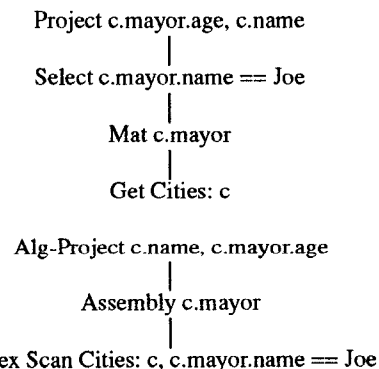 Project c.mayor.age, c.name
Select c.mayor.name == Joe
Mat c.mayor
Get Cities: c
Alg-Project c.name, c.mayor.age
Assembly c.mayor
ex Scan Cities: c, c.mayor.name == Joe